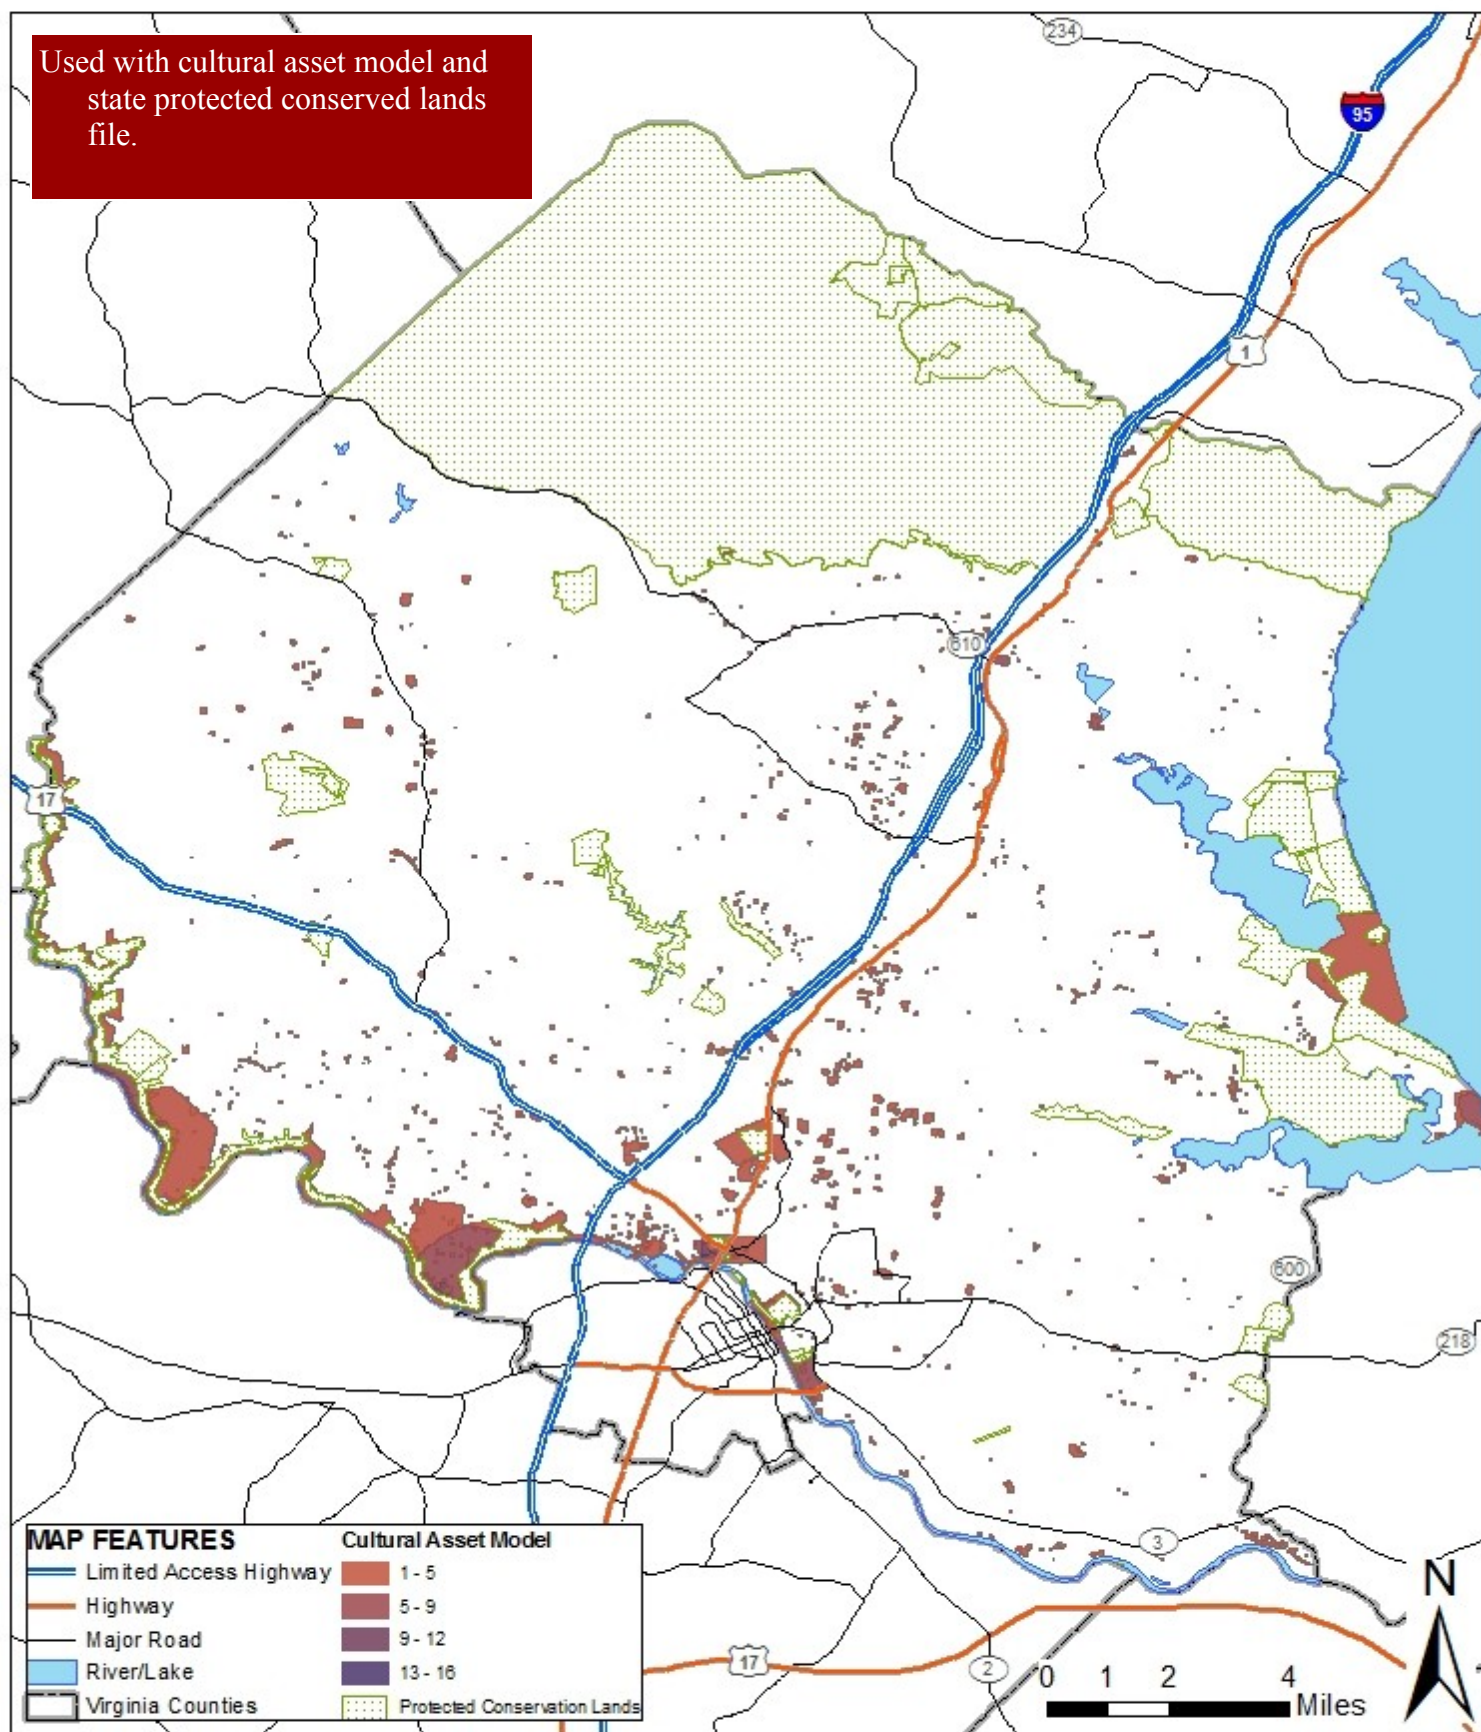 Used with cultural asset model and
state protected conserved lands
file.
234
95
1
610
17
600
218
3
2
17
MAP FEATURES
Limited Access Highway
Highway
Major Road
River/Lake
Virginia Counties
Cultural Asset Model
1 - 5
5 - 9
9 - 12
13 - 16
Protected Conservation Lands
N
0 1 2 4
Miles